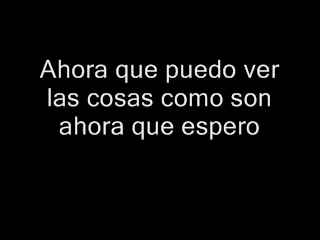 Ahora que puedo ver
las cosas como son
ahora que espero